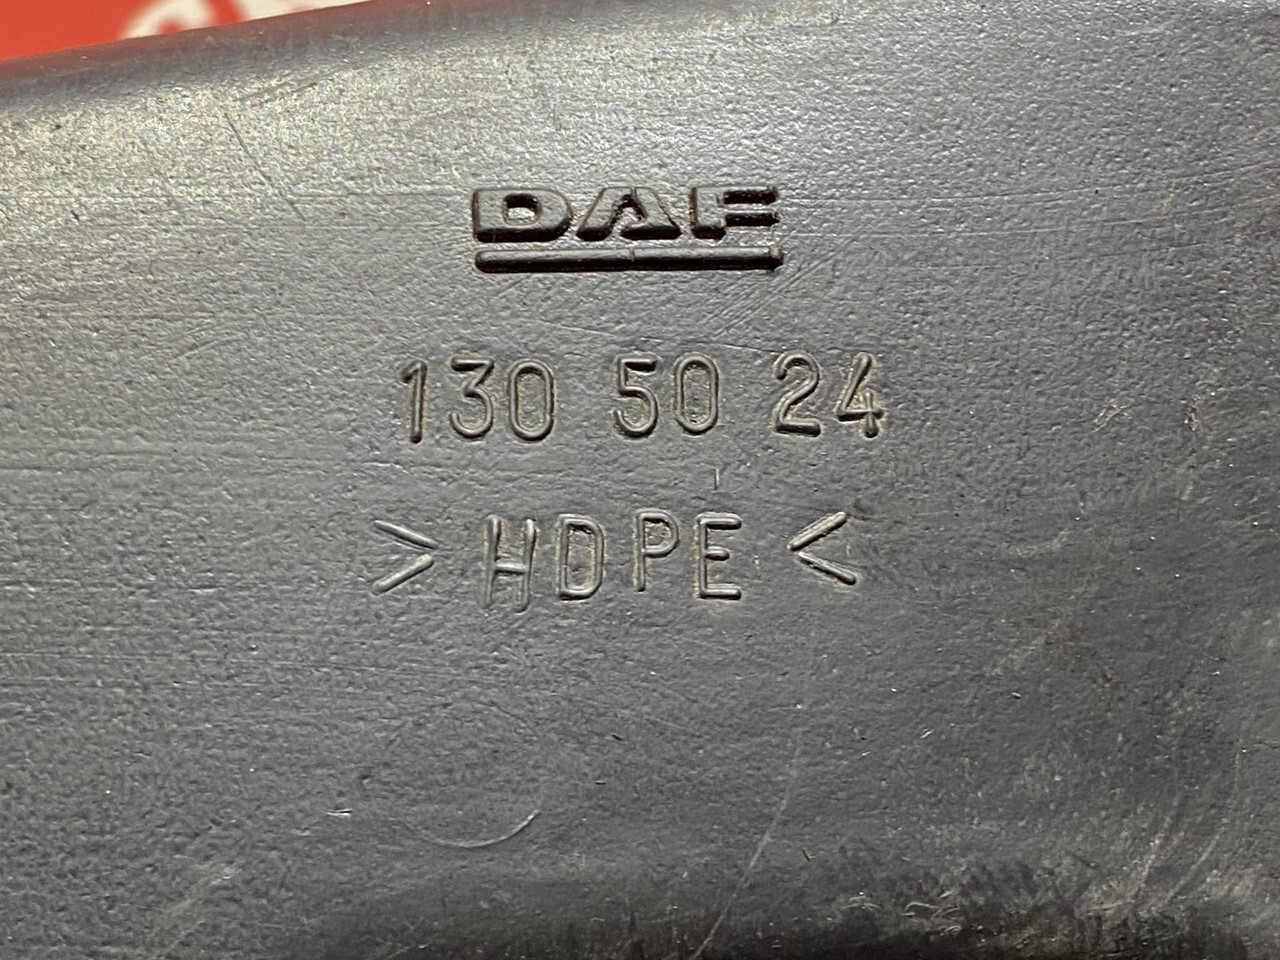 DAF
130 50 24
> HDPE <